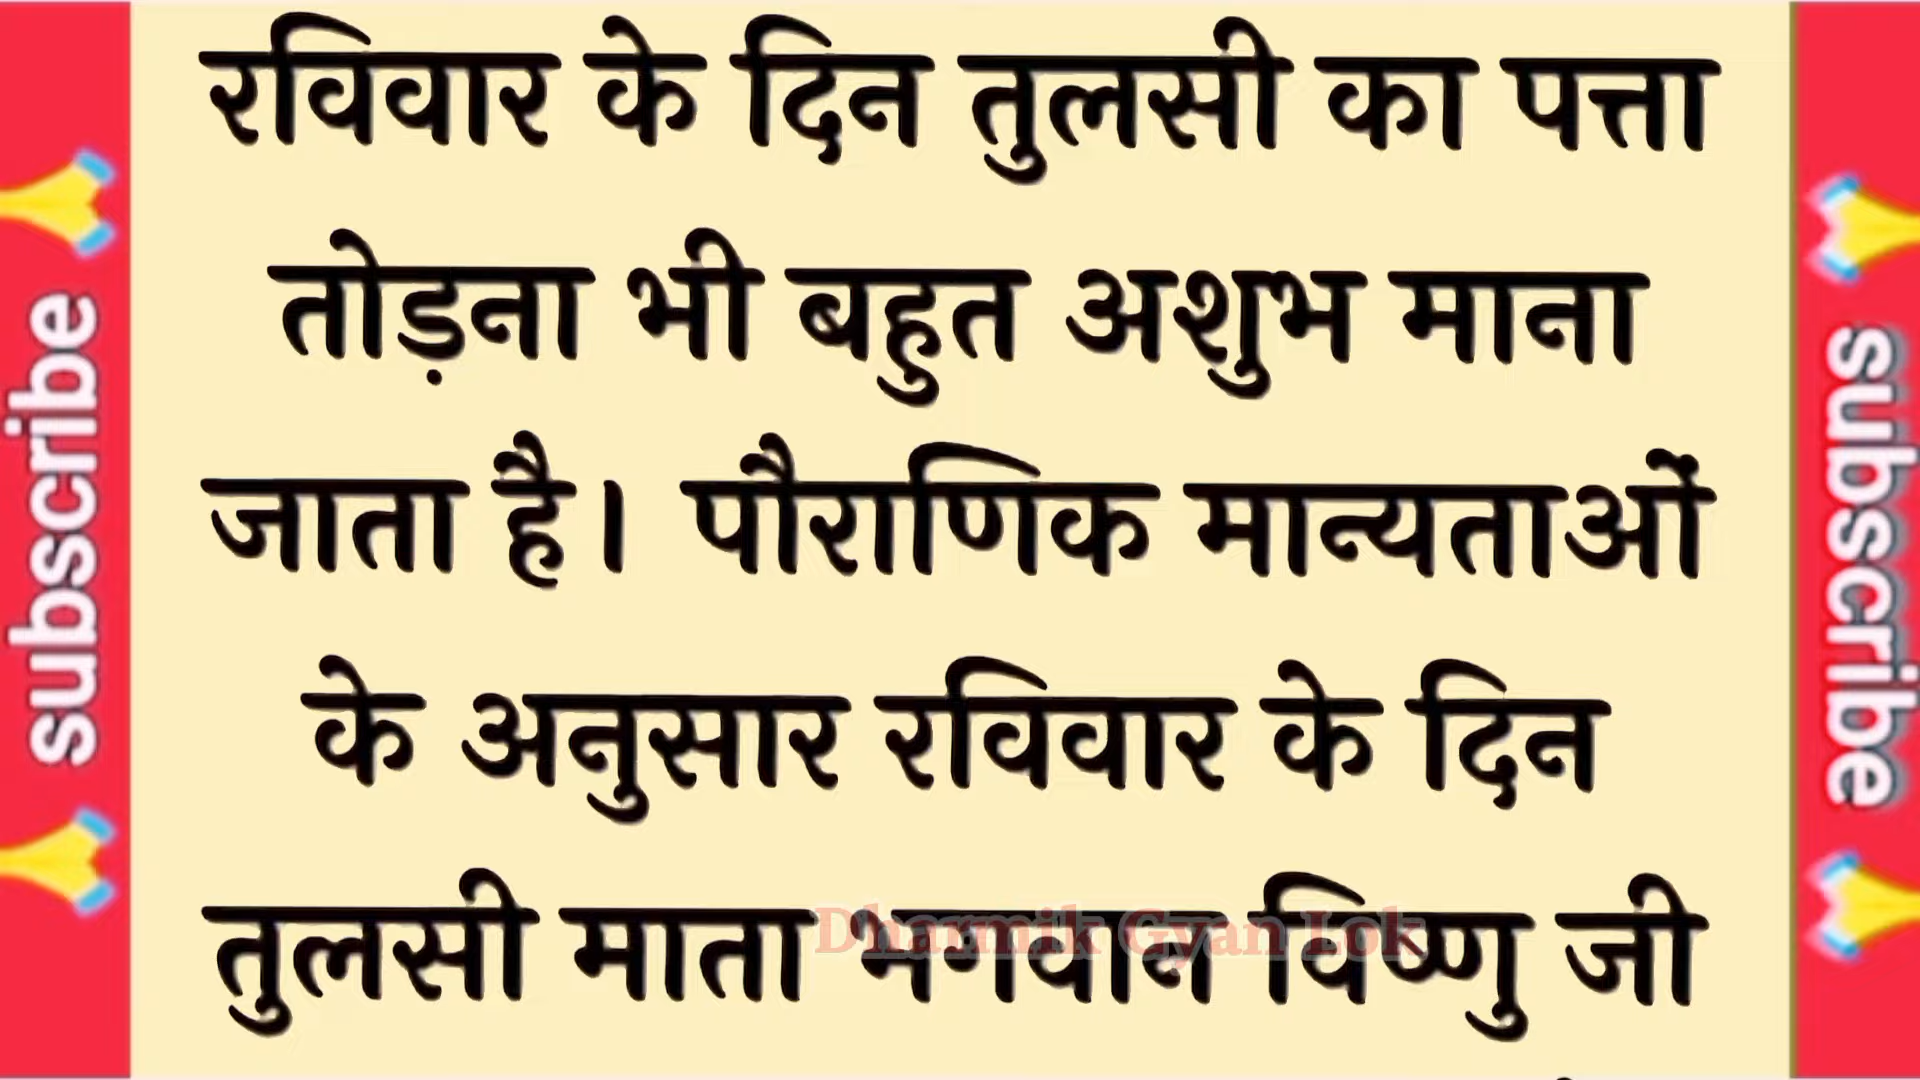 रविवार के दिन तुलसी का पत्ता
तोड़ना भी बहुत अशुभ माना
जाता है। पौराणिक मान्यताओं
के अनुसार रविवार के दिन
तुलसी माता भगवान विष्णु जी
Dharmik Gyan Lok
subscribe
subscribe